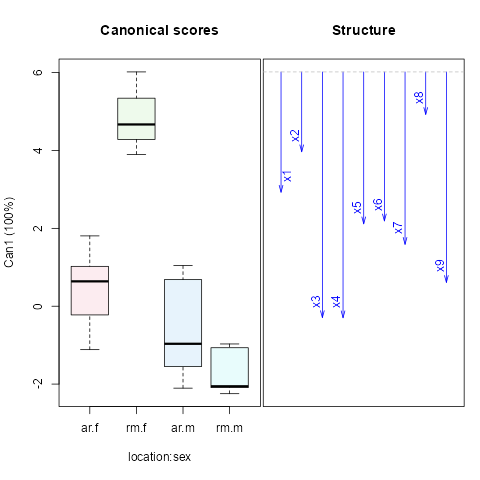 Canonical scores
Structure
Can1 (100%)
6
4
2
0
-2
ar.f rm.f ar.m rm.m
location:sex
x1
x2
x3
x4
x5
x6
x7
x8
x9